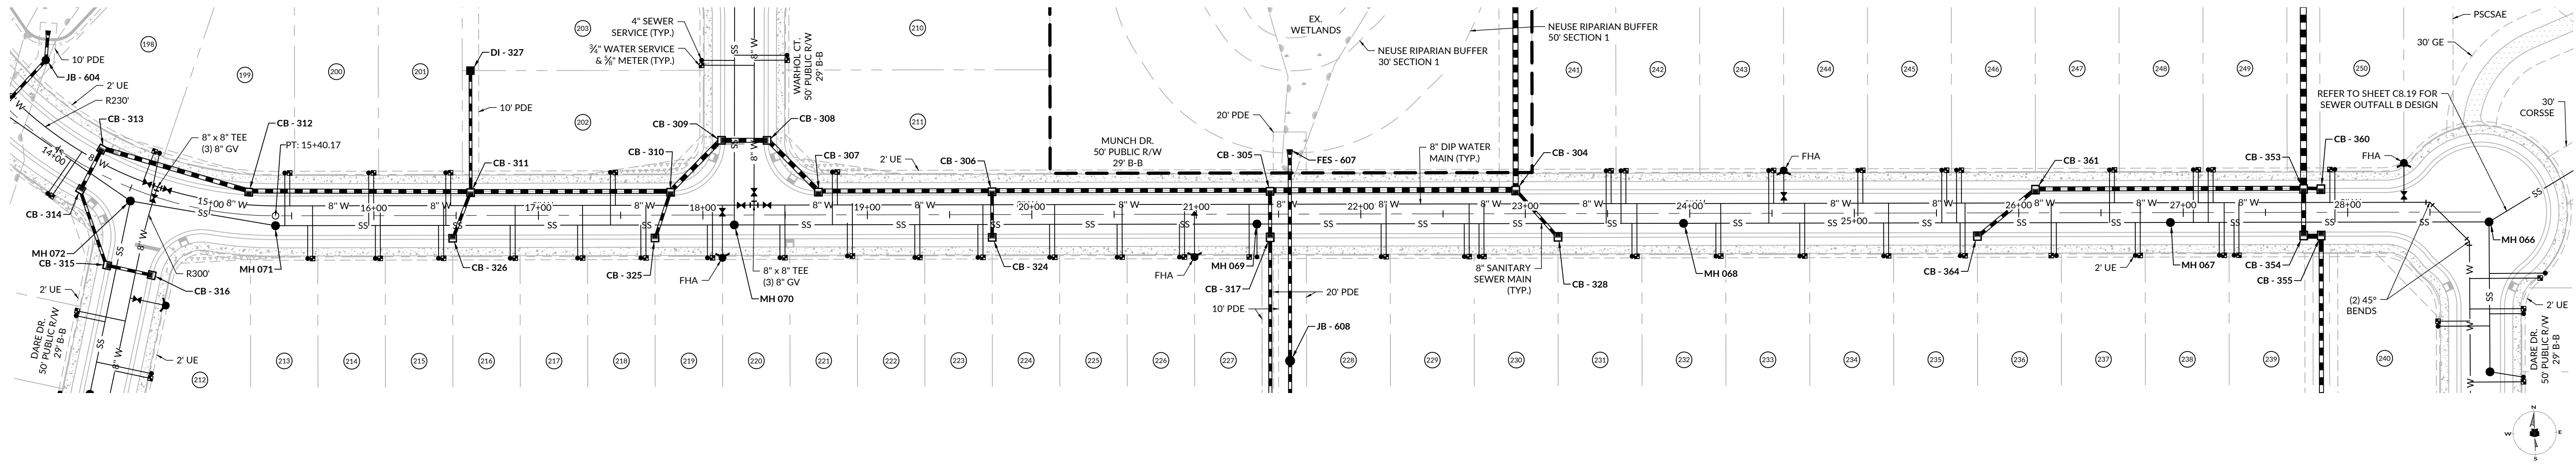 198
10' PDE
JB - 604
2' UE
R230'
CB - 313
199
200
201
8" x 8" TEE
(3) 8" GV
CB - 312
PT: 15+40.17
14+00
8" W
SS
CB - 314
MH 072
CB - 315
CB - 316
R300'
MH 071
15+00
8" W
SS
2' UE
DARE DR.
50' PUBLIC R/W
29' B-B
SS
8" W
SS
8" W
2' UE
212
203
4" SEWER
SERVICE (TYP.)
¾" WATER SERVICE
& ⅝" METER (TYP.)
DI - 327
10' PDE
202
SS
8" W
WARHOL CT.
50' PUBLIC R/W
29' B-B
210
211
CB - 309
CB - 308
CB - 310
CB - 311
CB - 307
2' UE
CB - 306
MUNCH DR.
50' PUBLIC R/W
29' B-B
16+00
17+00
18+00
19+00
20+00
21+00
22+00
23+00
24+00
25+00
26+00
27+00
28+00
CB - 326
CB - 325
FHA
8" x 8" TEE
(3) 8" GV
MH 070
CB - 324
FHA
MH 069
CB - 317
10' PDE
20' PDE
JB - 608
EX.
WETLANDS
NEUSE RIPARIAN BUFFER
30' SECTION 1
NEUSE RIPARIAN BUFFER
50' SECTION 1
20' PDE
CB - 305
FES - 607
8" DIP WATER
MAIN (TYP.)
CB - 304
8" SANITARY
SEWER MAIN
(TYP.)
CB - 328
241
242
243
244
245
246
247
248
249
250
FHA
CB - 361
CB - 353
CB - 360
FHA
MH 068
CB - 364
2' UE
MH 067
CB - 354
CB - 355
PSCSAE
30' GE
REFER TO SHEET C8.19 FOR
SEWER OUTFALL B DESIGN
30'
CORSSE
SS
MH 066
(2) 45°
BENDS
W
SS
W
W
2' UE
DARE DR.
50' PUBLIC R/W
29' B-B
213
214
215
216
217
218
219
220
221
222
223
224
225
226
227
228
229
230
231
232
233
234
235
236
237
238
239
240
N
W
E
S